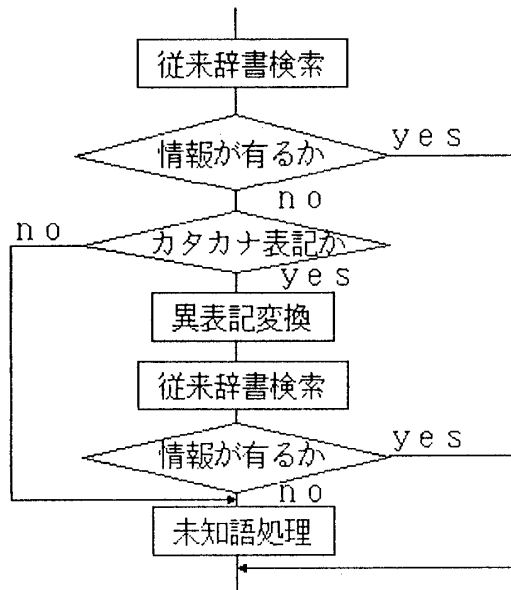 従来辞書検索
情報が有るか
yes
no
no
カタカナ表記か
yes
異表記変換
従来辞書検索
情報が有るか
yes
no
未知語処理